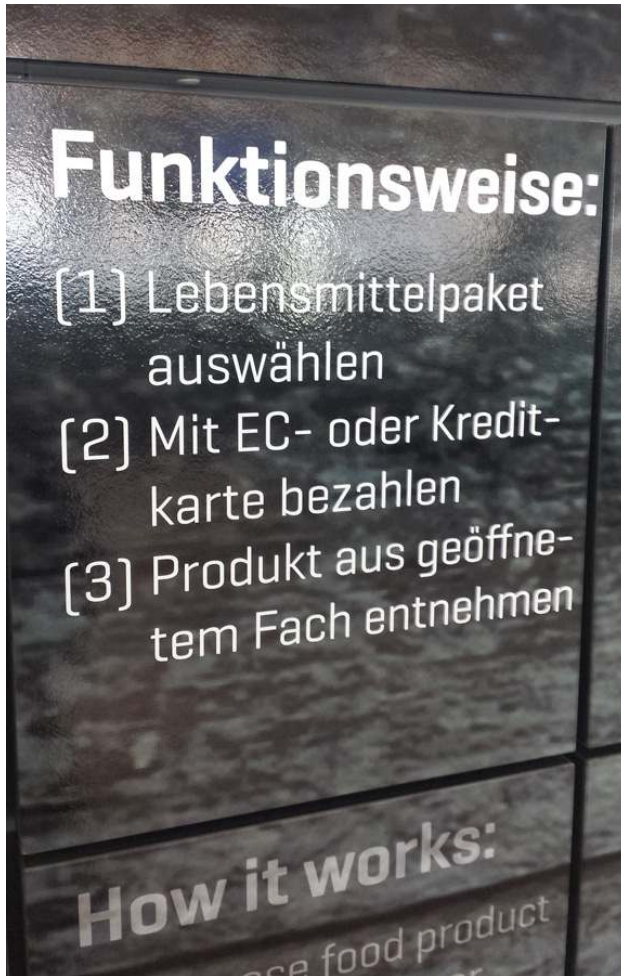 Funktionsweise:
(1) Lebensmittelpaket
auswählen
(2) Mit EC- oder Kredit-
karte bezahlen
(3) Produkt aus geöffne-
tem Fach entnehmen
How it works:
food product